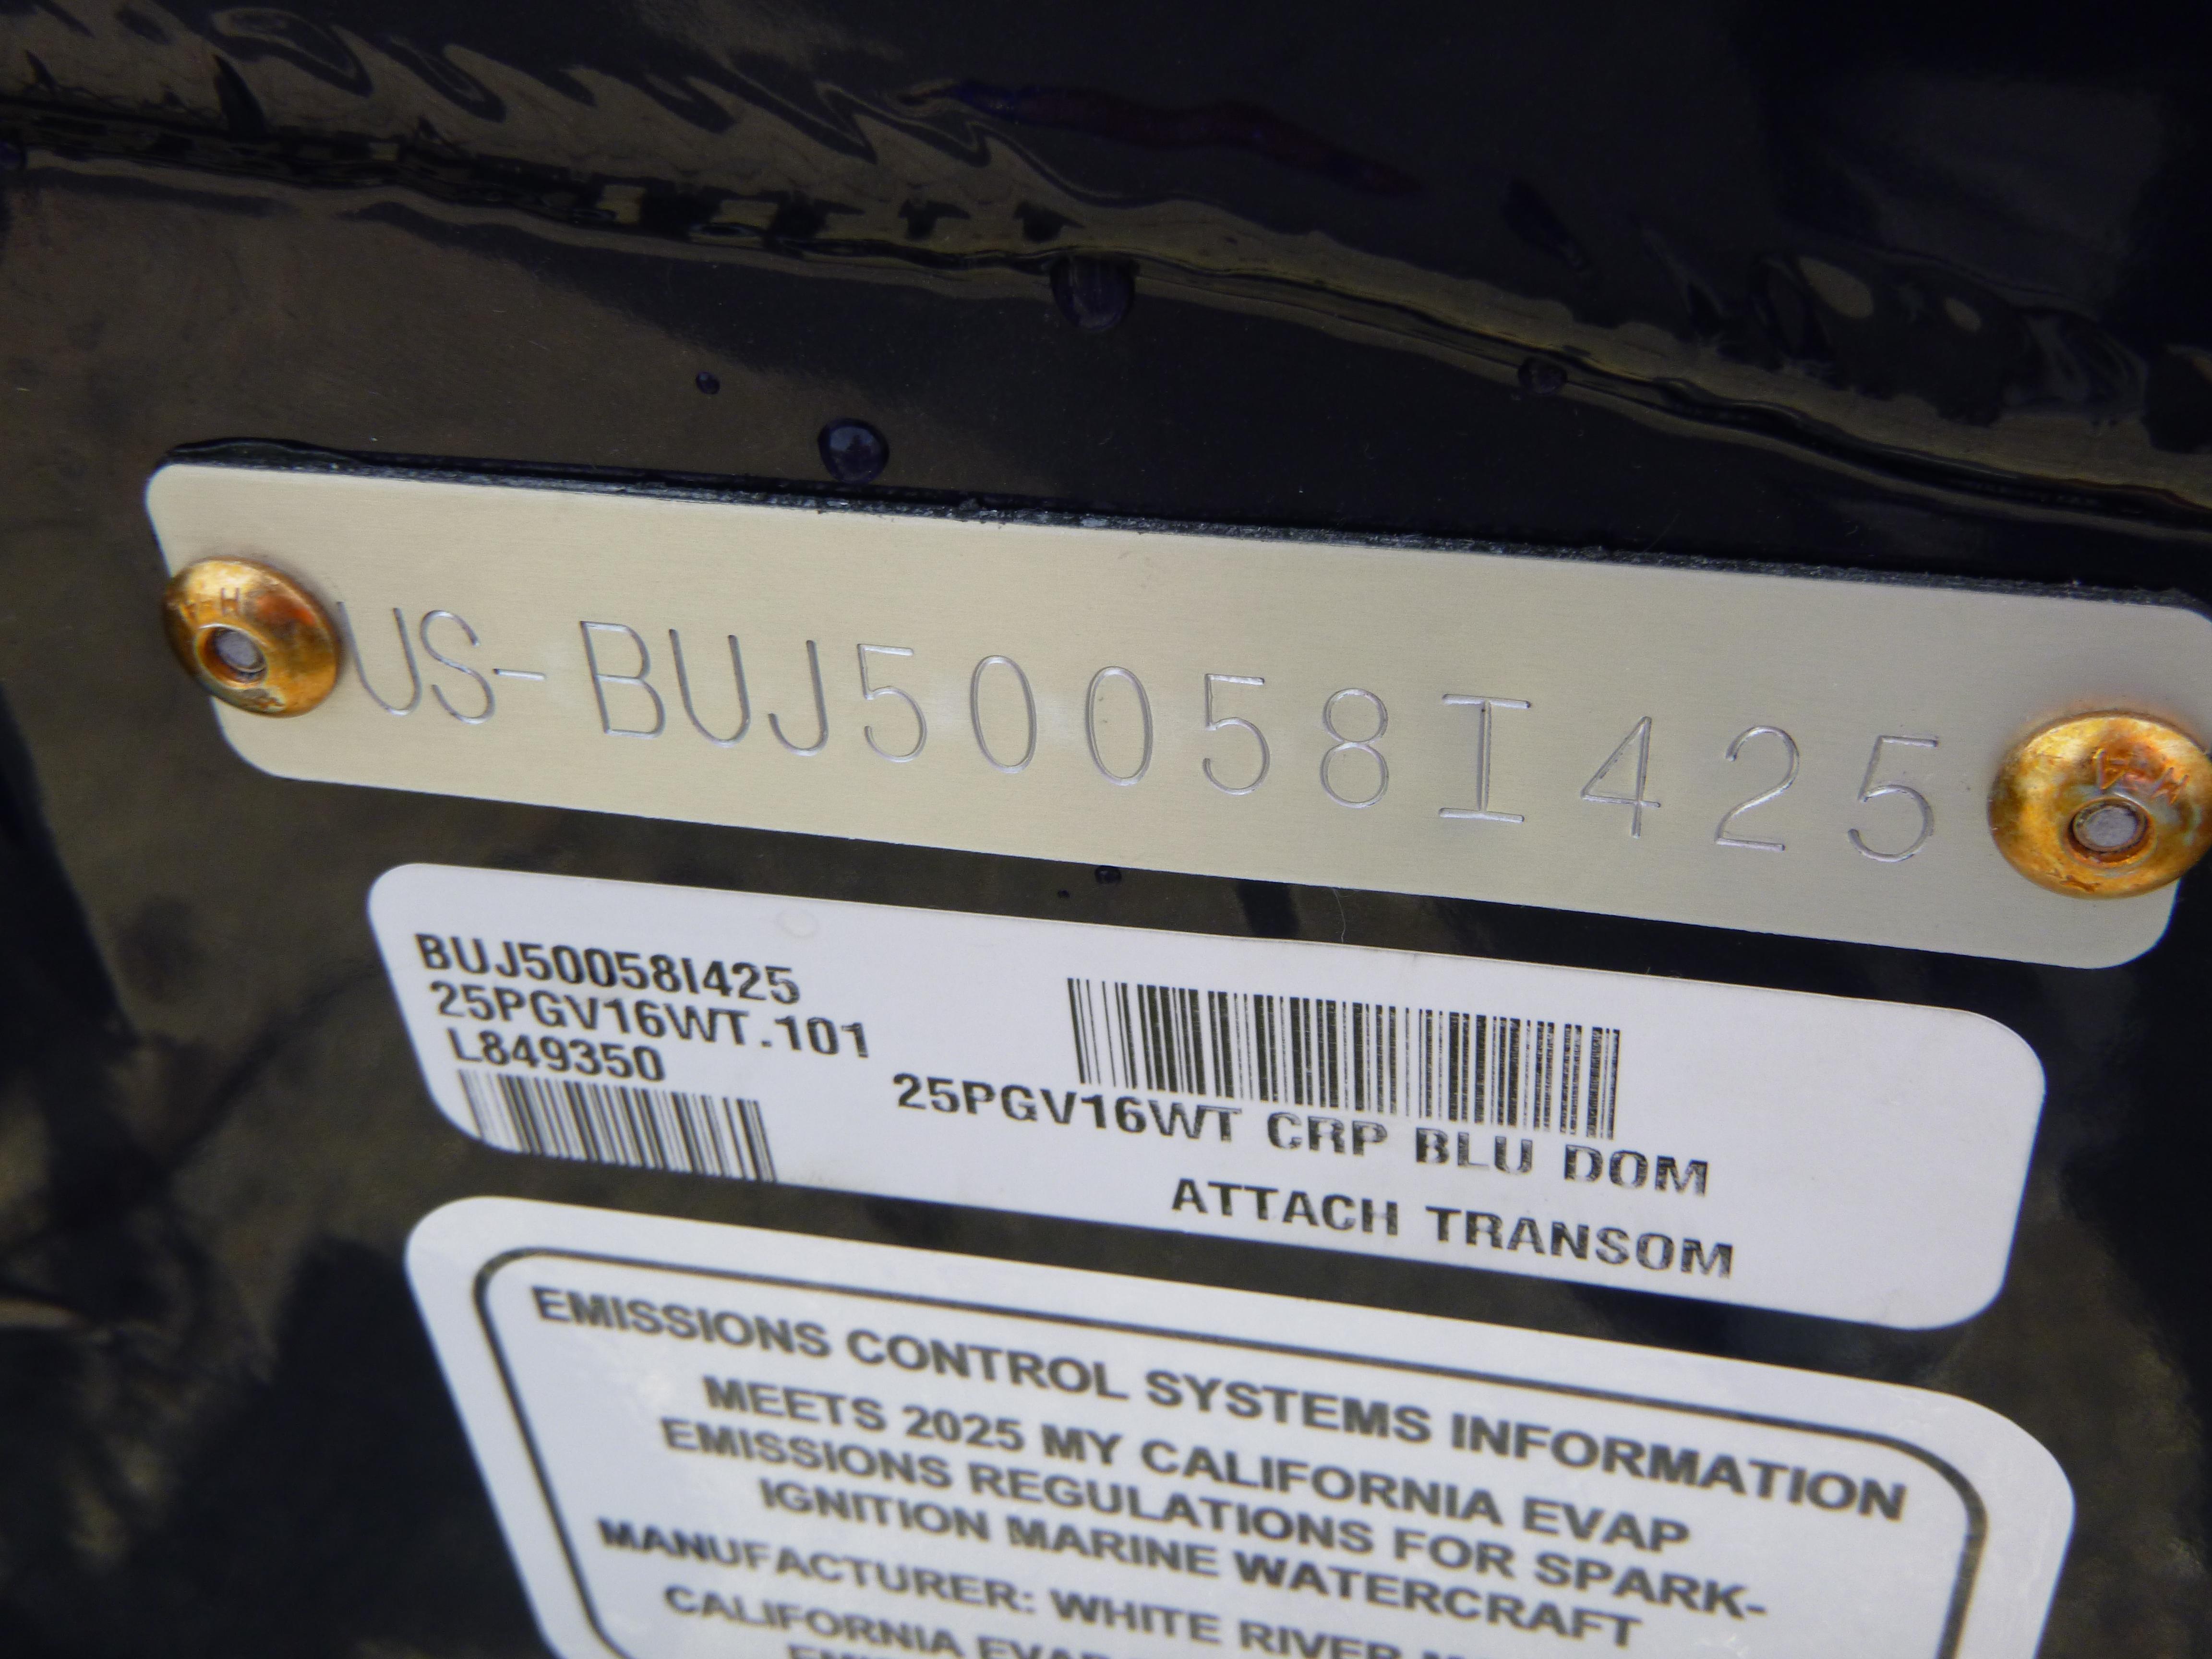 US-BUJ50058I425
BUJ50058I425
25PGV16WT.101
L849350
25PGV16WT CRP BLU DOM
ATTACH TRANSOM
EMISSIONS CONTROL SYSTEMS INFORMATION
MEETS 2025 MY CALIFORNIA EVAP
EMISSIONS REGULATIONS FOR SPARK-
IGNITION MARINE WATERCRAFT
MANUFACTURER: WHITE RIVER
CALIFORNIA